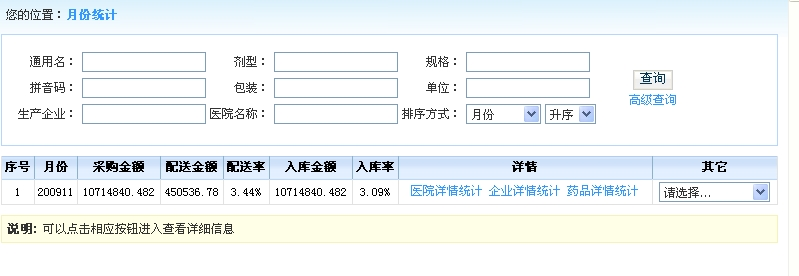 您的位置：月份统计
通用名： 剂型： 规格：
查询
拼音码： 包装： 单位：
高级查询
生产企业： 医院名称： 排序方式： 月份 升序
序号 月份 采购金额 配送金额 配送率 入库金额 入库率 详情 其它
1 200911 10714840.482 450536.78 3.44% 10714840.482 3.09% 医院详情统计 企业详情统计 药品详情统计 请选择...
说明: 可以点击相应按钮进入查看详细信息